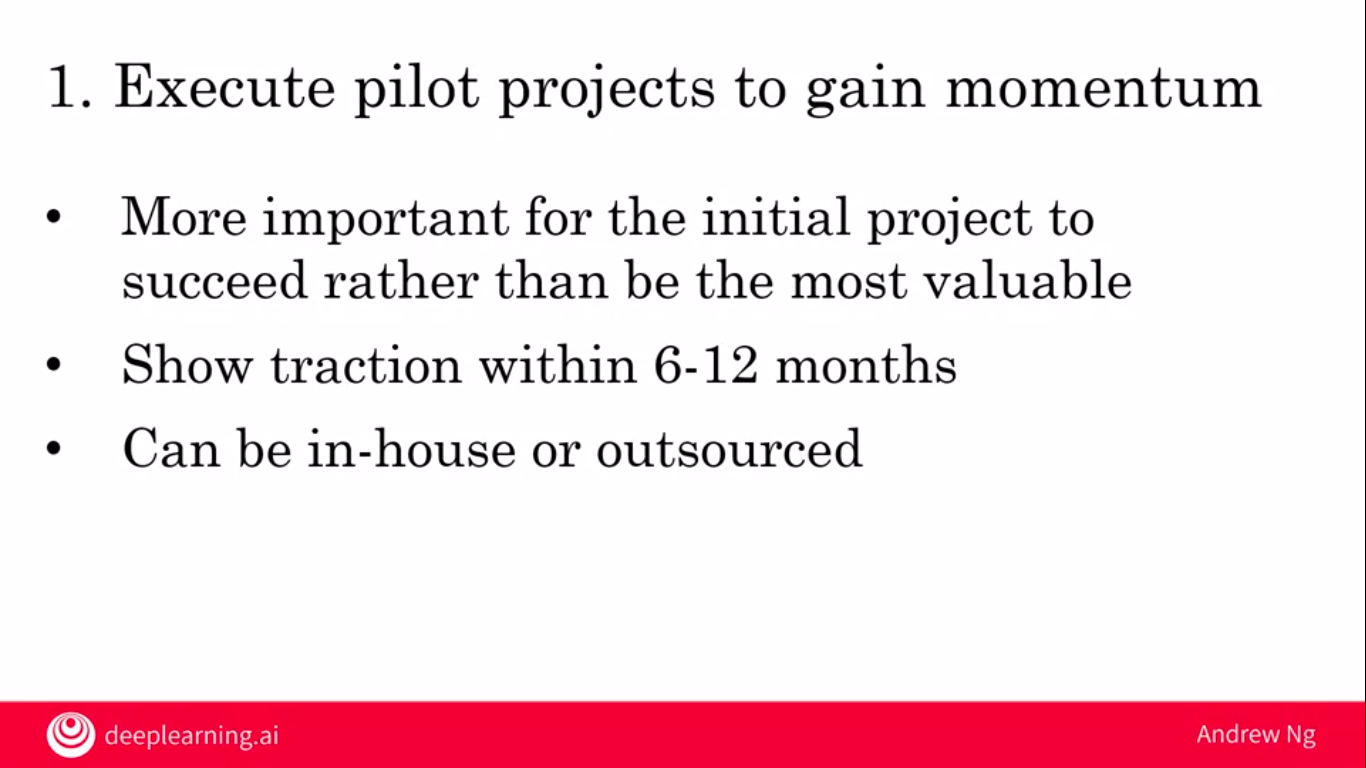 1. Execute pilot projects to gain momentum
• More important for the initial project to
succeed rather than be the most valuable
• Show traction within 6-12 months
• Can be in-house or outsourced
deeplearning.ai
Andrew Ng